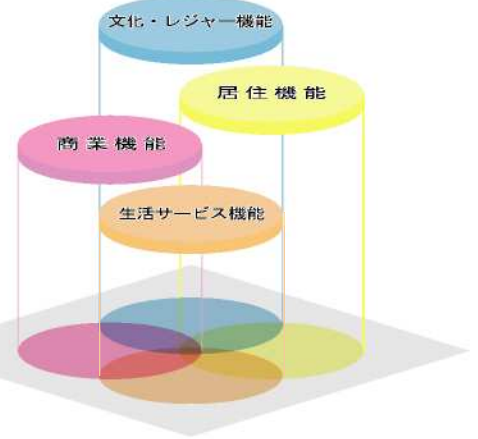 文化・レジャー機能
居住機能
商業機能
生活サービス機能